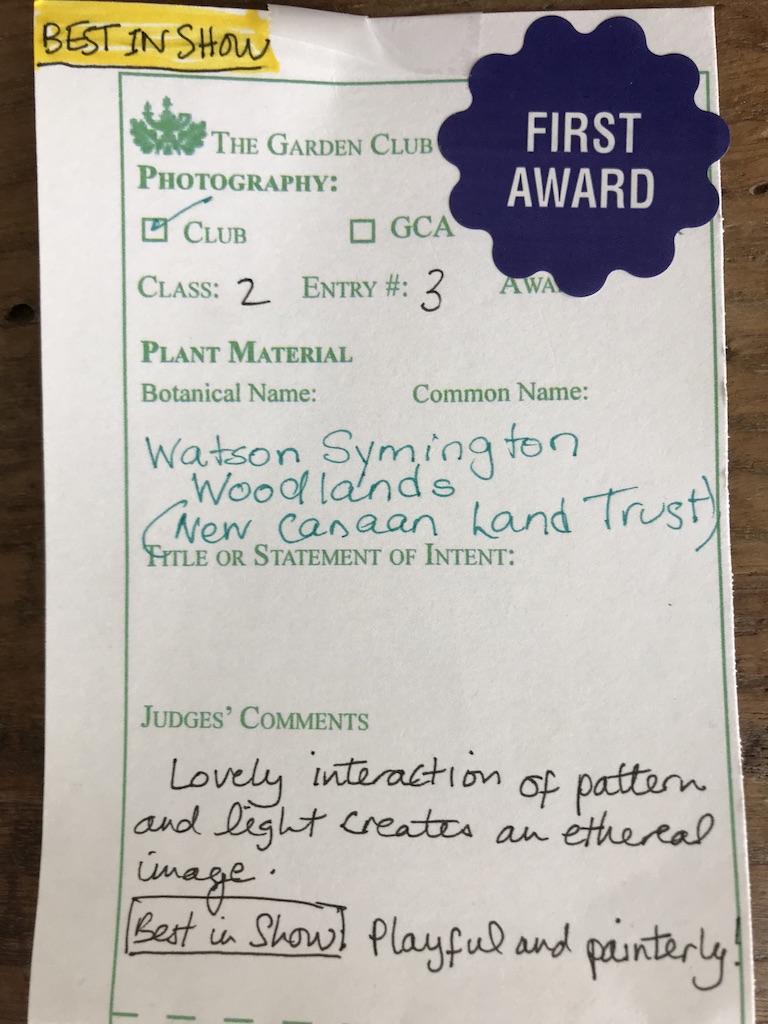 BEST IN SHOW
FIRST
AWARD
THE GARDEN CLUB
PHOTOGRAPHY:
CLUB GCA
CLASS: 2 ENTRY #: 3 AWA
PLANT MATERIAL
Botanical Name: Common Name:
Watson Symington
Woodlands
(New Canaan Land Trust)
TITLE OR STATEMENT OF INTENT:
JUDGES' COMMENTS
Lovely interaction of pattern
and light creates an ethereal
image.
Best in Show! Playful and painterly!